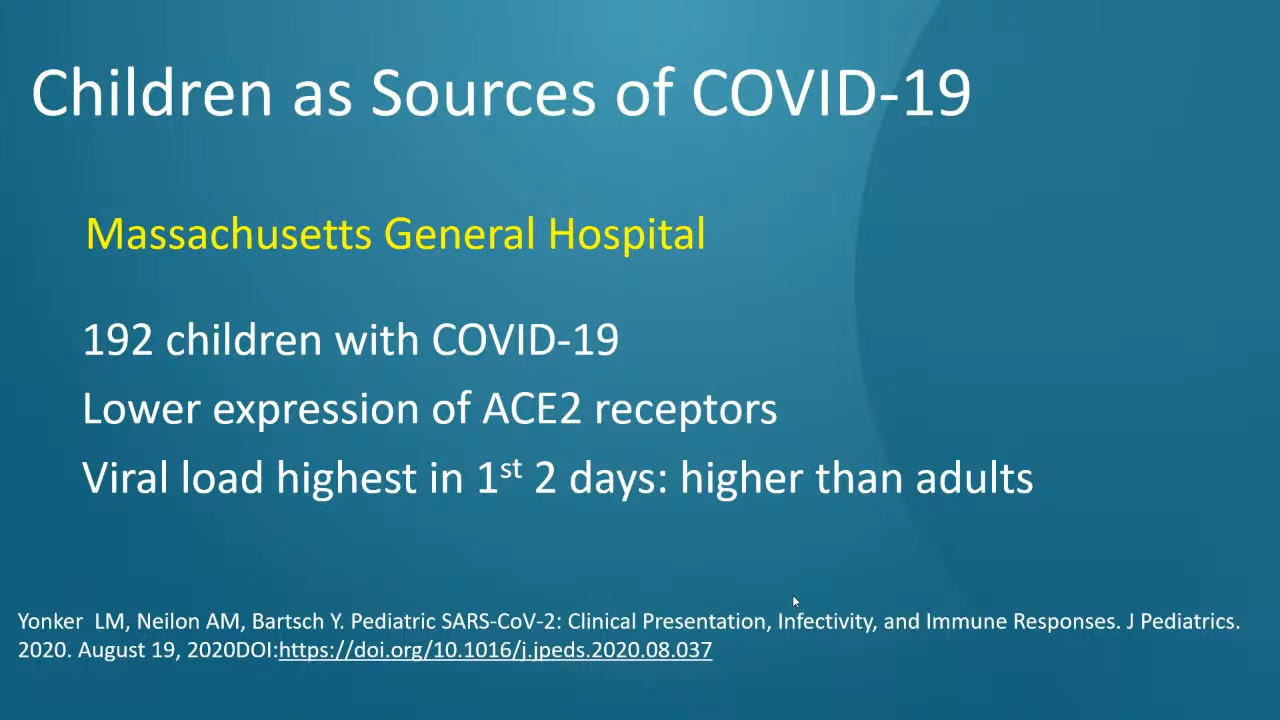 Children as Sources of COVID-19
Massachusetts General Hospital
192 children with COVID-19
Lower expression of ACE2 receptors
Viral load highest in 1st 2 days: higher than adults
Yonker LM, Neilon AM, Bartsch Y. Pediatric SARS-CoV-2: Clinical Presentation, Infectivity, and Immune Responses. J Pediatrics.
2020. August 19, 2020DOI:https://doi.org/10.1016/j.jpeds.2020.08.037